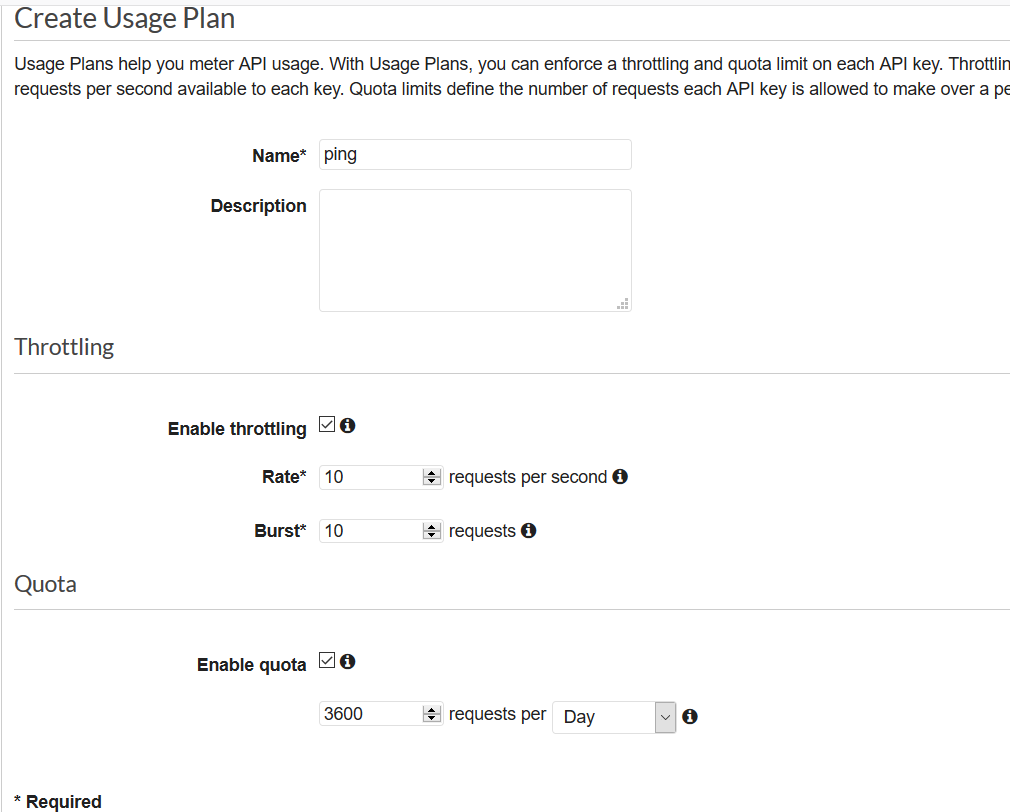 Create Usage Plan
Usage Plans help you meter API usage. With Usage Plans, you can enforce a throttling and quota limit on each API key. Throttlin
requests per second available to each key. Quota limits define the number of requests each API key is allowed to make over a pe
Name* ping
Description
Throttling
Enable throttling
Rate* 10 requests per second
Burst* 10 requests
Quota
Enable quota
3600 requests per Day
* Required